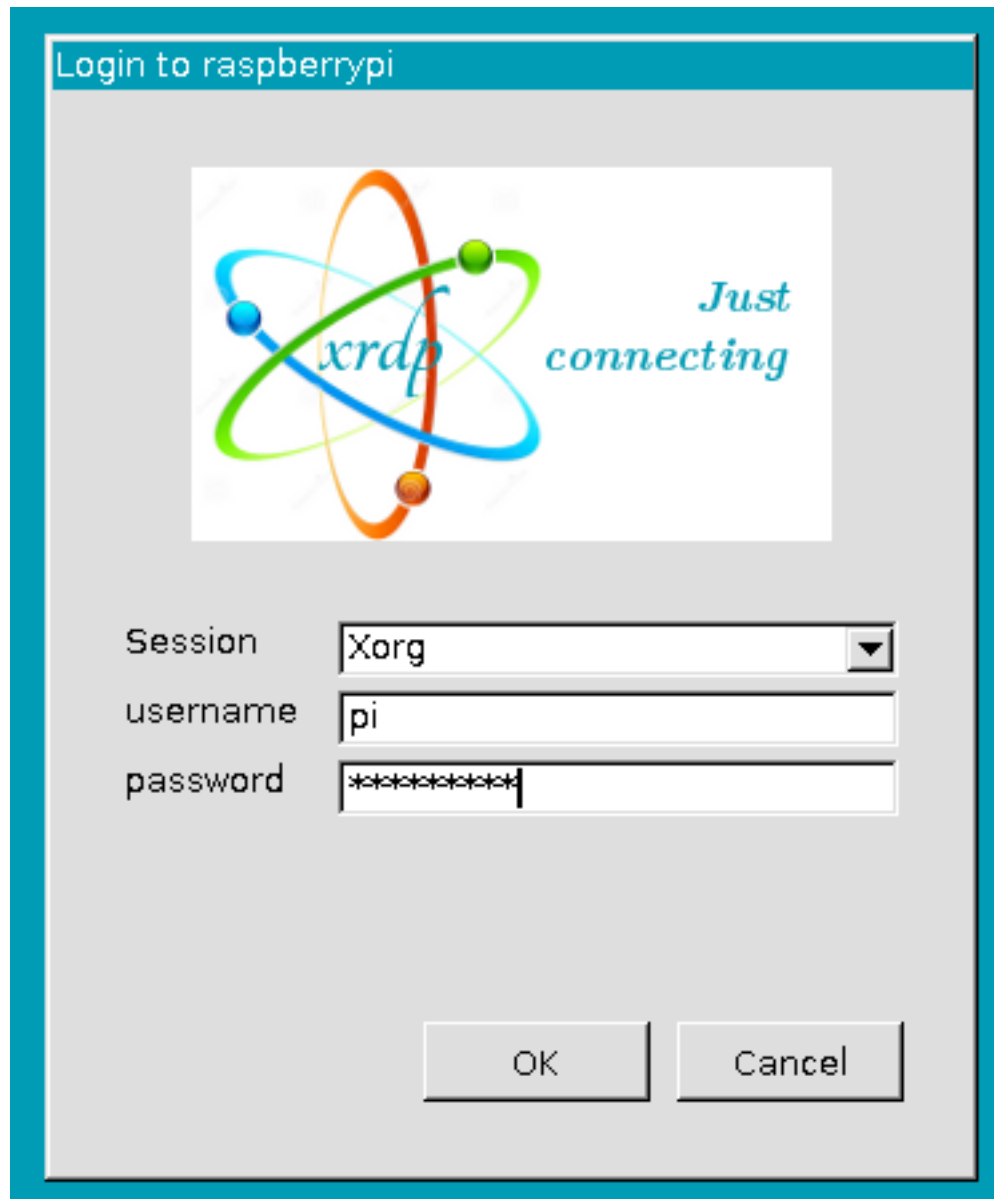 Login to raspberrypi
Just
xrdp connecting
Session Xorg
username pi
password *********
OK Cancel